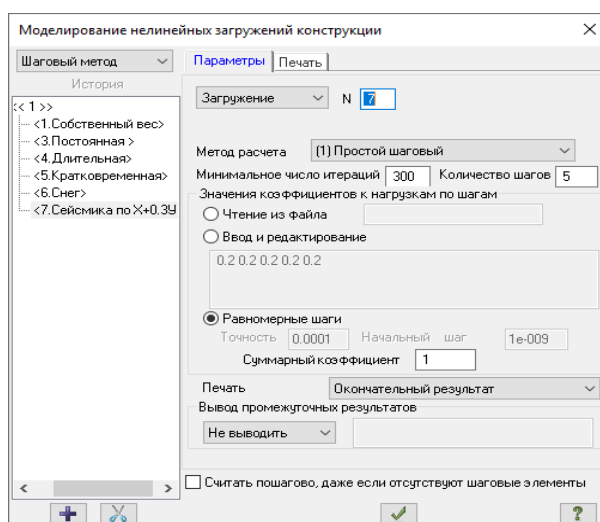 Моделирование нелинейных загружений конструкции
Шаговый метод
История
<< 1 >>
<1.Собственный вес>
<3.Постоянная >
<4.Длительная>
<5.Кратковременная>
<6.Снег>
<7.Сейсмика по X+0.3У
Параметры Печать
Загружение N 7
Метод расчета (1) Простой шаговый
Минимальное число итераций 300 Количество шагов 5
Значения коэффициентов к нагрузкам по шагам
Чтение из файла
Ввод и редактирование
0.2 0.2 0.2 0.2 0.2
Равномерные шаги
Точность 0.0001 Начальный шаг 1e-009
Суммарный коэффициент 1
Печать Окончательный результат
Вывод промежуточных результатов
Не выводить
Считать пошагово, даже если отсутствуют шаговые элементы
?